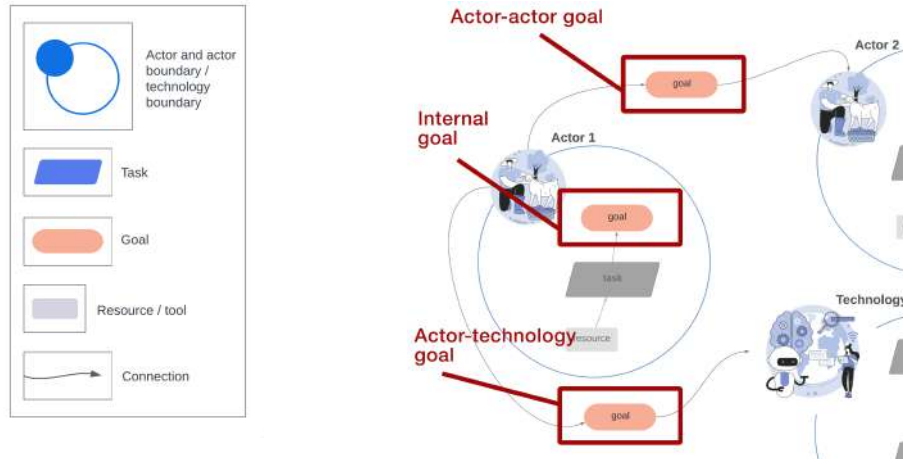 Actor and actor
boundary /
technology
boundary
Task
Goal
Resource / tool
Connection
Actor-actor goal
Actor 2
goal
Internal
goal
Actor 1
goal
task
resource
Actor-technology
goal
Technology
goal